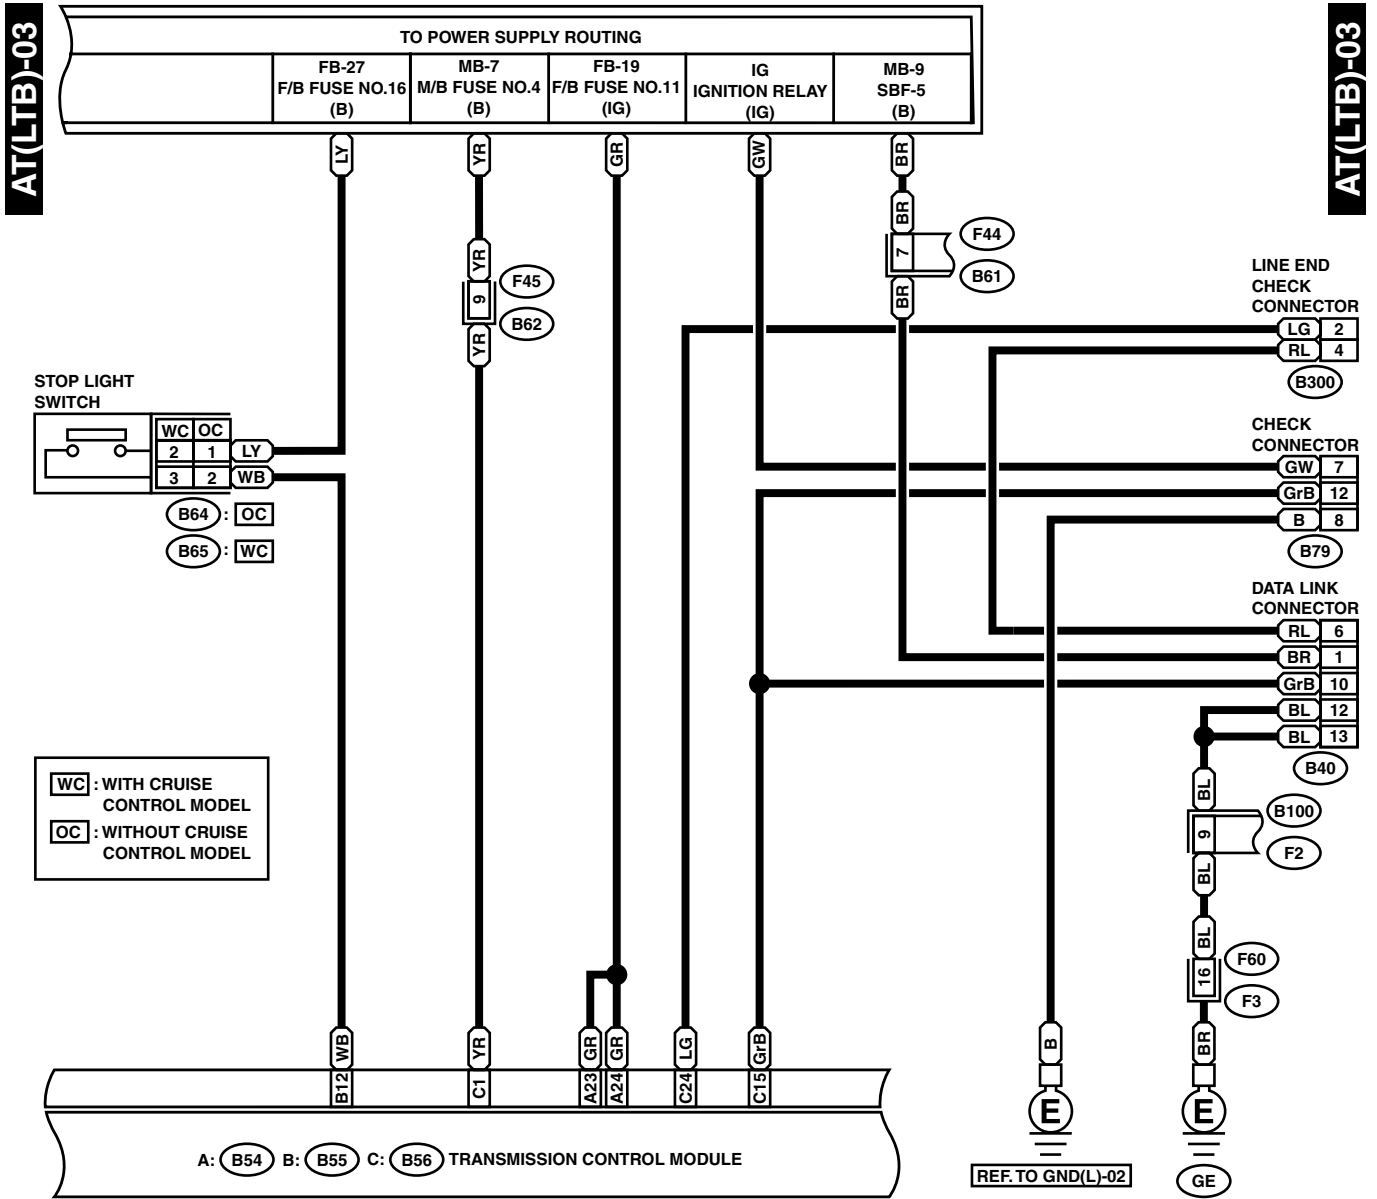 AT(LTB)-03
AT(LTB)-03
TO POWER SUPPLY ROUTING
FB-27
F/B FUSE NO.16
(B)
MB-7
M/B FUSE NO.4
(B)
FB-19
F/B FUSE NO.11
(IG)
IG
IGNITION RELAY
(IG)
MB-9
SBF-5
(B)
LY
YR
GR
GW
BR
BR
7
BR
F44
B61
YR
9
YR
F45
B62
LINE END
CHECK
CONNECTOR
LG 2
RL 4
B300
STOP LIGHT
SWITCH
WC OC
2 1 LY
3 2 WB
B64 : OC
B65 : WC
CHECK
CONNECTOR
GW 7
GrB 12
B 8
B79
DATA LINK
CONNECTOR
RL 6
BR 1
GrB 10
BL 12
BL 13
B40
WC : WITH CRUISE
CONTROL MODEL
OC : WITHOUT CRUISE
CONTROL MODEL
BL
9
BL
B100
F2
BL
16
BR
F60
F3
WB
YR
GR
GR
LG
GrB
B
B12
C1
A23
A24
C24
C15
E
E
A: B54 B: B55 C: B56 TRANSMISSION CONTROL MODULE
REF. TO GND(L)-02
GE